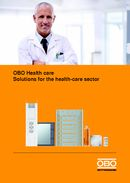 OBO Health care
Solutions for the health-care sector
OBO